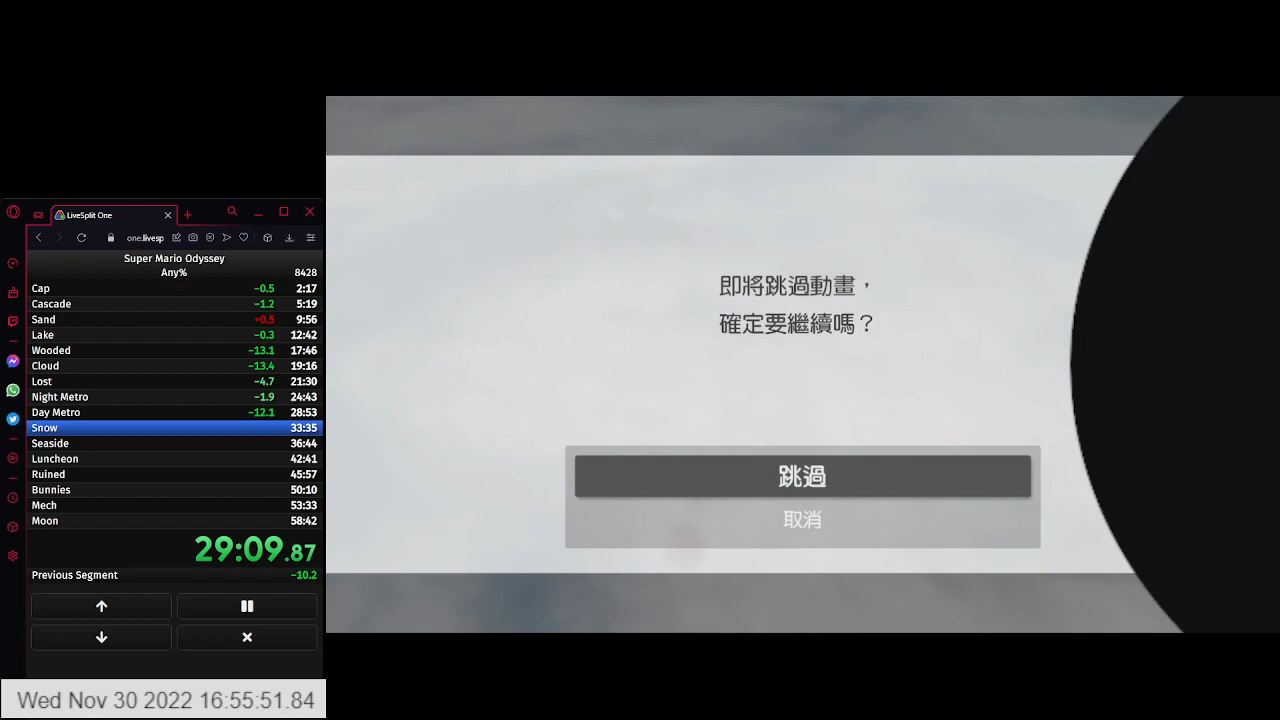 LiveSplit One
one.livesp
Super Mario Odyssey
Any% 8428
Cap −0.5 2:17
Cascade −1.2 5:19
Sand +0.5 9:56
Lake −0.3 12:42
Wooded −13.1 17:46
Cloud −13.4 19:16
Lost −4.7 21:30
Night Metro −1.9 24:43
Day Metro −12.1 28:53
Snow 33:35
Seaside 36:44
Luncheon 42:41
Ruined 45:57
Bunnies 50:10
Mech 53:33
Moon 58:42
29:09.87
Previous Segment −10.2
Wed Nov 30 2022 16:55:51.84
即將跳過動畫，
確定要繼續嗎？
跳過
取消